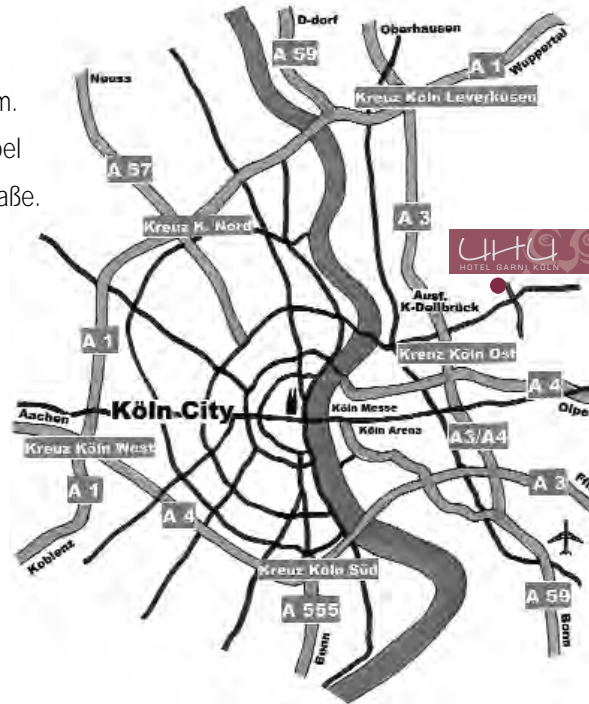 D-dorf
Oberhausen
A 59
A 1
Wuppertal
Neuss
Kreuz Köln Leverkusen
m.
bel
A 57
aße.
A 3
Kreuz K. Nord
UHU
HOTEL GARNI KÖLN
Ausf.
K-Dellbrück
A 1
Kreuz Köln Ost
A 4
Olpe
Köln City
Köln Messe
Aachen
Köln Arena
Kreuz Köln West
A3/A4
A 1
A 3
A 4
Koblenz
Kreuz Köln Süd
A 555
A 59
Bonn
Bonn